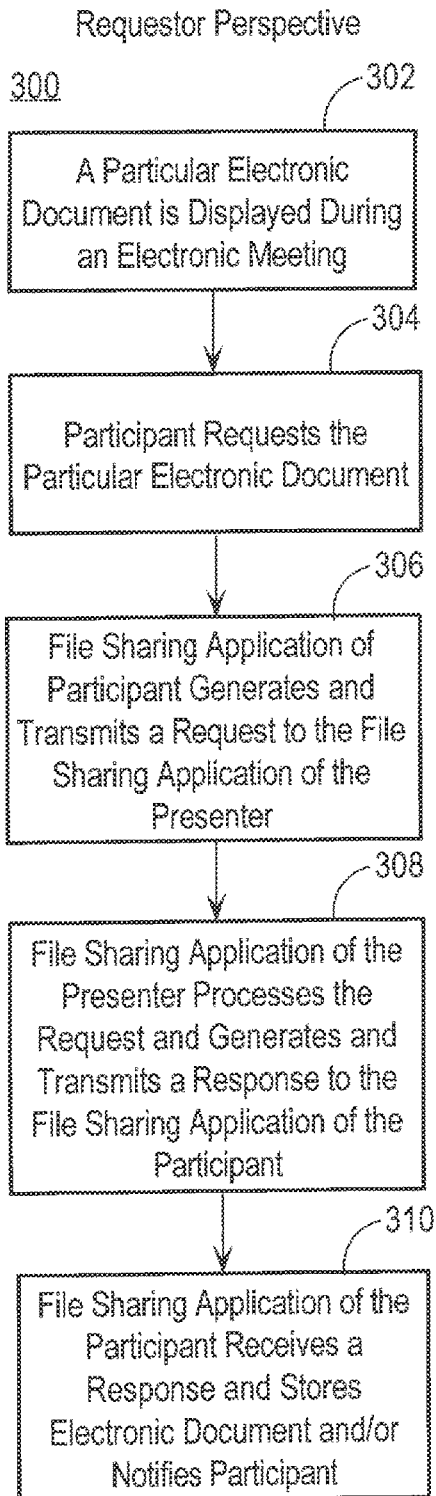 Requestor Perspective
300
302
A Particular Electronic
Document is Displayed During
an Electronic Meeting
304
Participant Requests the
Particular Electronic Document
306
File Sharing Application of
Participant Generates and
Transmits a Request to the File
Sharing Application of the
Presenter
308
File Sharing Application of the
Presenter Processes the
Request and Generates and
Transmits a Response to the
File Sharing Application of the
Participant
310
File Sharing Application of the
Participant Receives a
Response and Stores
Electronic Document and/or
Notifies Participant